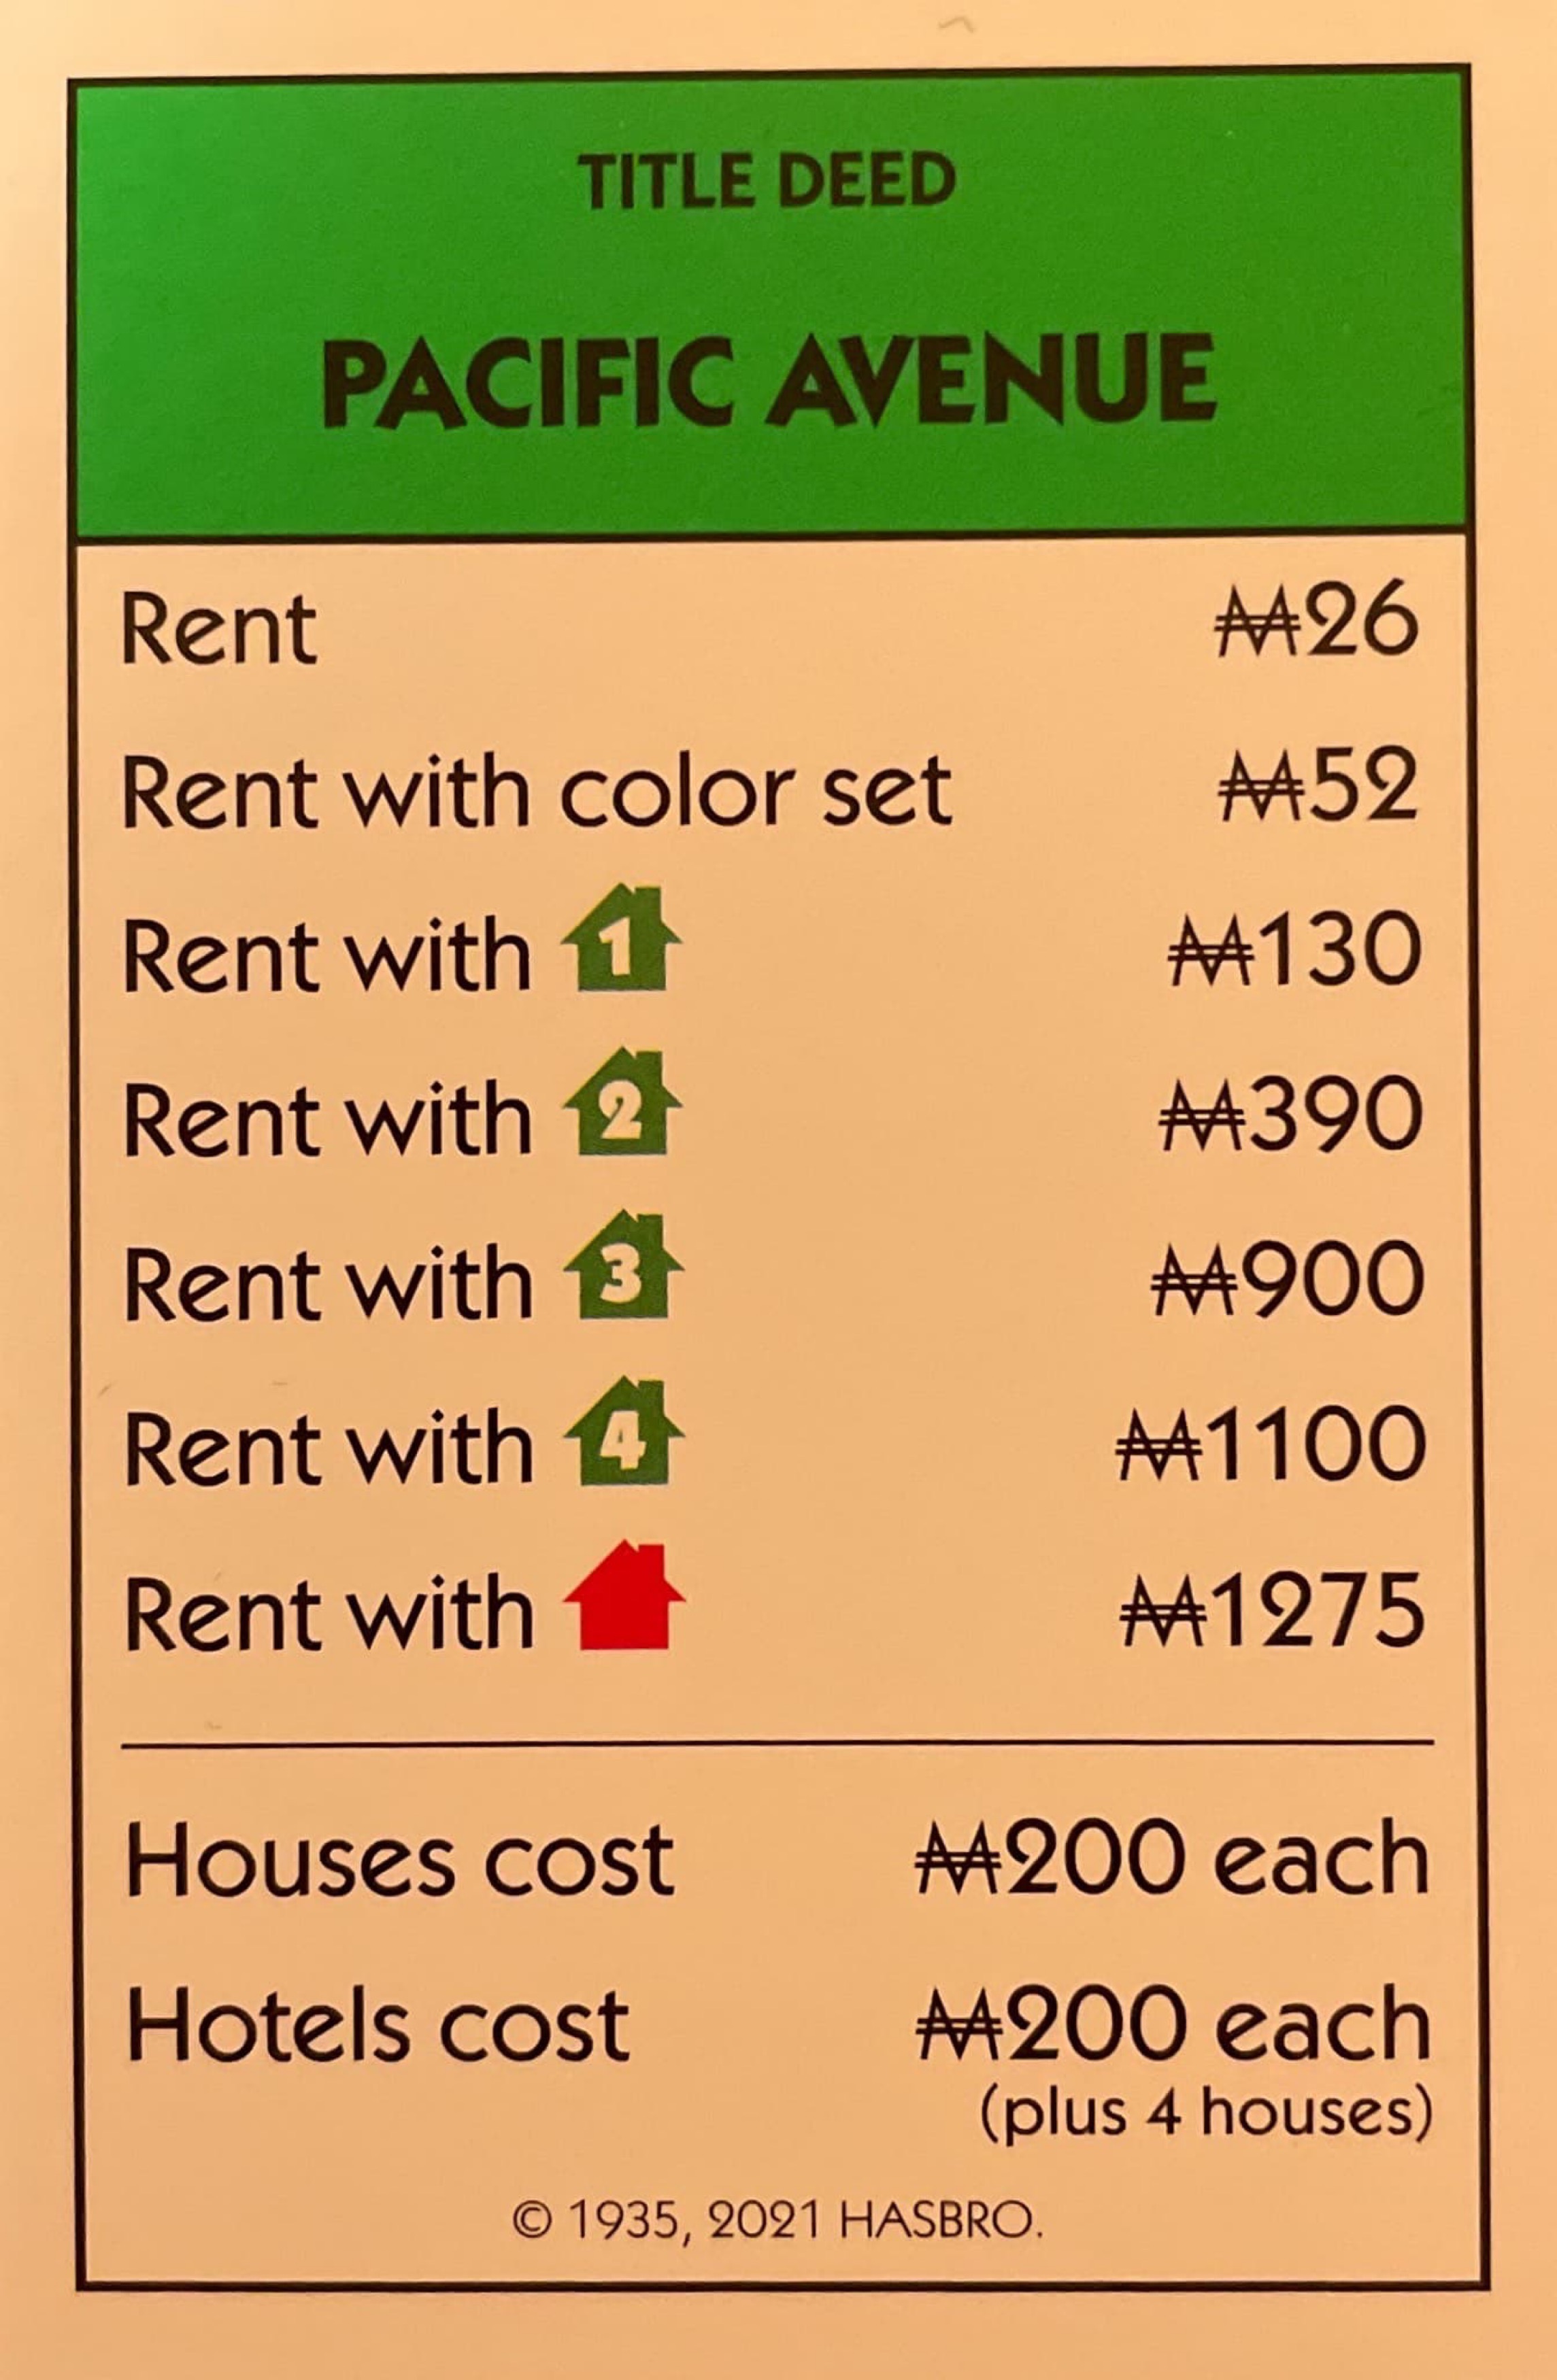 TITLE DEED
PACIFIC AVENUE
Rent ₩26
Rent with color set ₩52
Rent with 1 ₩130
Rent with 2 ₩390
Rent with 3 ₩900
Rent with 4 ₩1100
Rent with ₩1275
Houses cost ₩200 each
Hotels cost ₩200 each
(plus 4 houses)
© 1935, 2021 HASBRO.